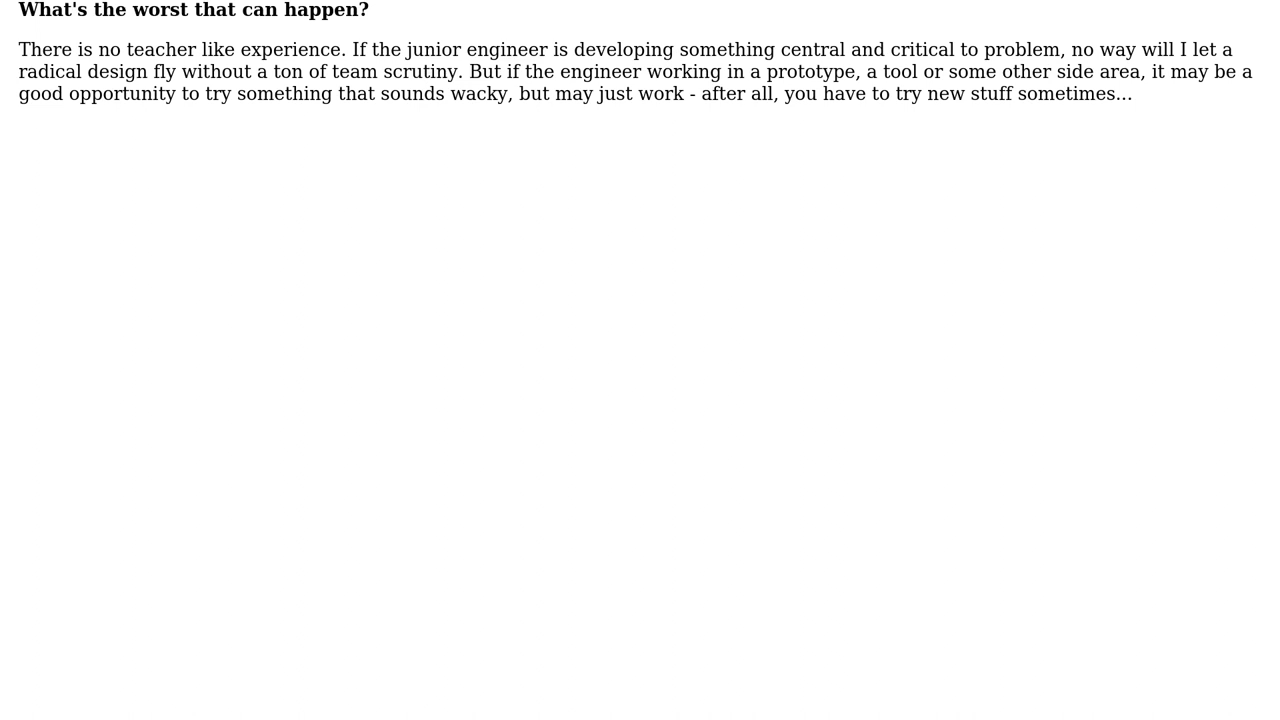 What's the worst that can happen?
There is no teacher like experience. If the junior engineer is developing something central and critical to problem, no way will I let a
radical design fly without a ton of team scrutiny. But if the engineer working in a prototype, a tool or some other side area, it may be a
good opportunity to try something that sounds wacky, but may just work - after all, you have to try new stuff sometimes...